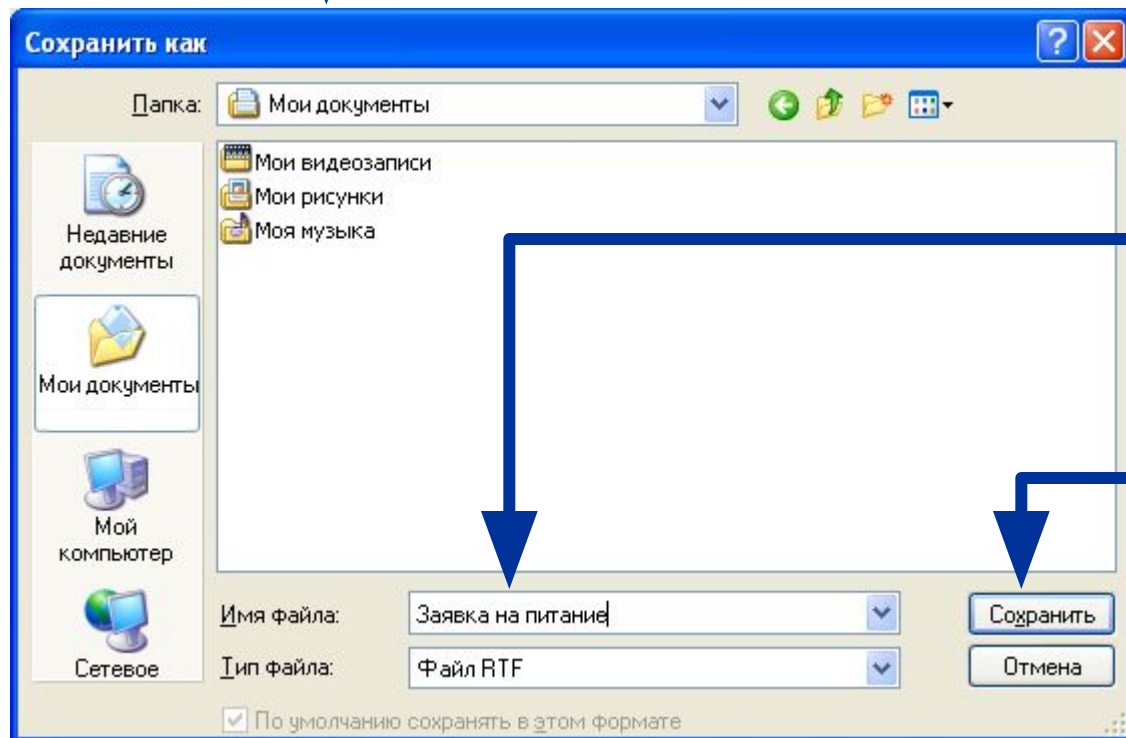 Сохранить как
Папка:
Мои документы
Мои видеозаписи
Мои рисунки
Моя музыка
Недавние
документы
Мои документы
Мой
компьютер
Сетевое
Имя файла:
Заявка на питание
Сохранить
Тип файла:
Файл RTF
Отмена
По умолчанию сохранять в этом формате